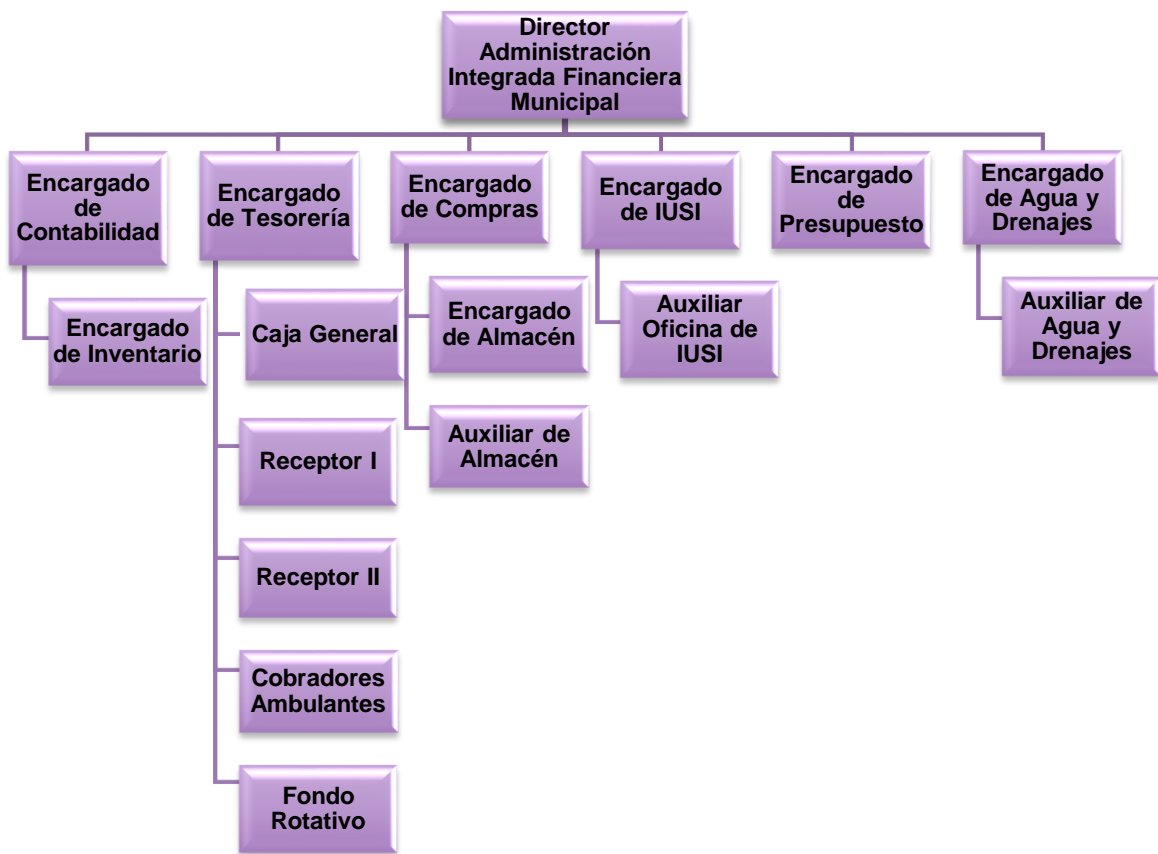 Director
Administración
Integrada Financiera
Municipal
Encargado
de
Contabilidad
Encargado
de Tesorería
Encargado
de Compras
Encargado
de IUSI
Encargado
de
Presupuesto
Encargado
de Agua y
Drenajes
Encargado
de Inventario
Caja General
Receptor I
Receptor II
Cobradores
Ambulantes
Fondo
Rotativo
Encargado
de Almacén
Auxiliar de
Almacén
Auxiliar
Oficina de
IUSI
Auxiliar de
Agua y
Drenajes